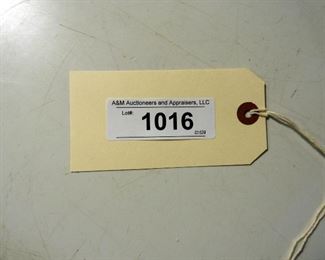 A&M Auctioneers and Appraisers, LLC
Lot#:
1016